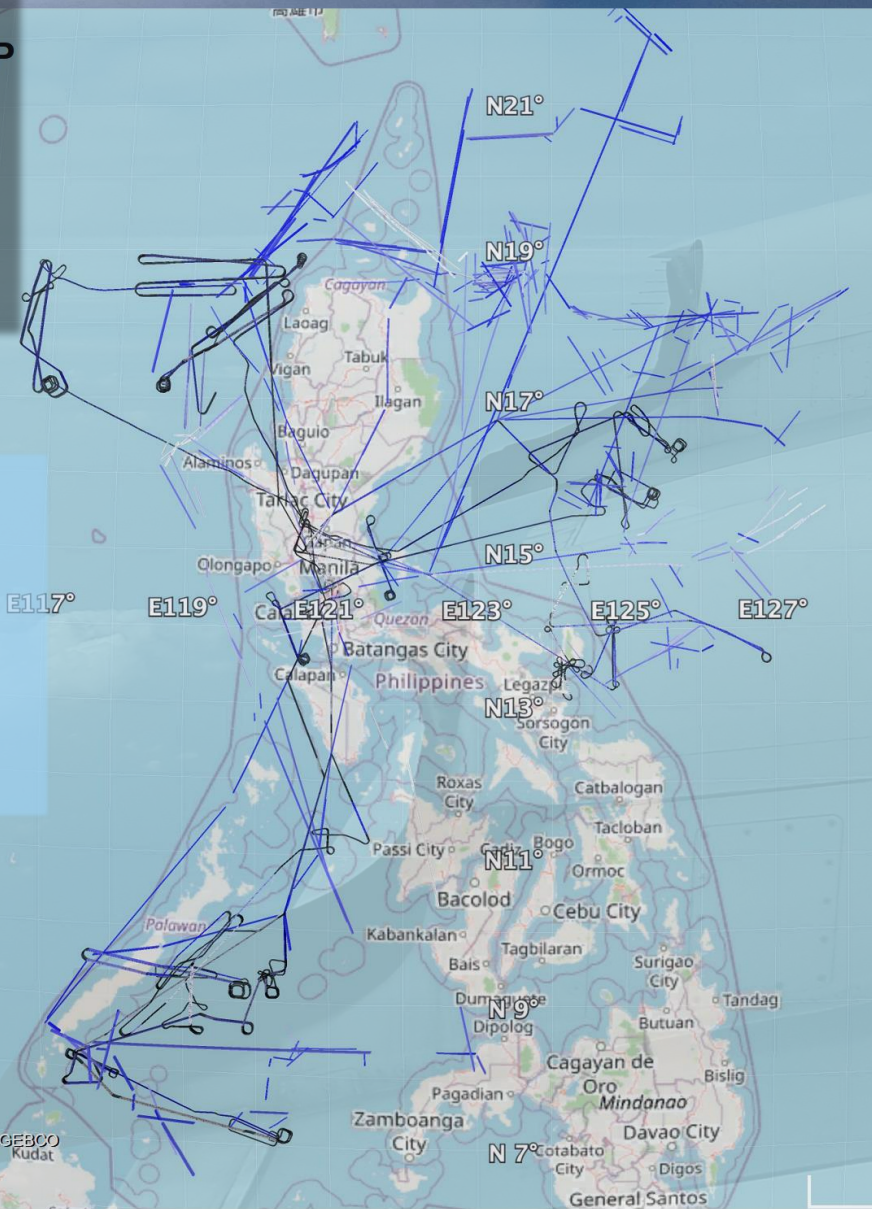 高雄市
P
N21°
N19°
Cagayan
Laoag
Tabuk
Vigan
Ilagan
N17°
Baguio
Alaminos
Dagupan
Tarlac City
N15°
Olongapo
Manila
E117°
E119°
E121°
E123°
E125°
E127°
Quezon
Batangas City
Calapan
Philippines
Legazpi
N13°
Sorsogon
City
Roxas
City
Catbalogan
Tacloban
Passi City
Cadiz
Bogo
N11°
Ormoc
Bacolod
Cebu City
Palawan
Kabankalan
Tagbilaran
Bais
Surigao
City
Dumaguete
Tandag
N 9°
Dipolog
Butuan
Cagayan de
Oro
Bislig
Pagadian
Mindanao
Zamboanga
City
Davao City
GEBCO
Kudat
N 7°
Cotabato
City
Digos
General Santos